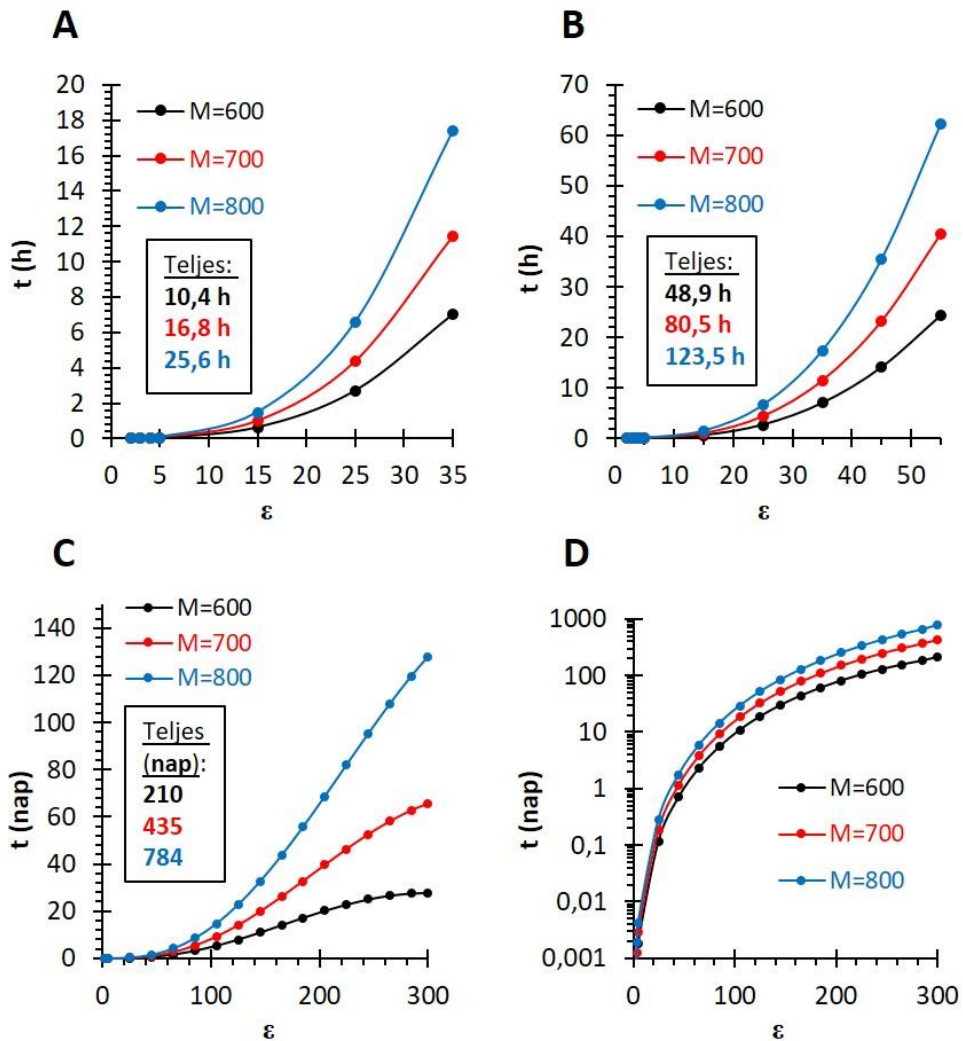 A
20
18
16
14
12
10
8
6
4
2
0
t (h)
M=600
M=700
M=800
Teljes:
10,4 h
16,8 h
25,6 h
0 5 10 15 20 25 30 35
ε
B
70
60
50
40
30
20
10
0
t (h)
M=600
M=700
M=800
Teljes:
48,9 h
80,5 h
123,5 h
0 10 20 30 40 50
ε
C
140
120
100
80
60
40
20
0
t (nap)
M=600
M=700
M=800
Teljes
(nap):
210
435
784
0 100 200 300
ε
D
1000
100
10
1
0,1
0,01
0,001
t (nap)
M=600
M=700
M=800
0 100 200 300
ε